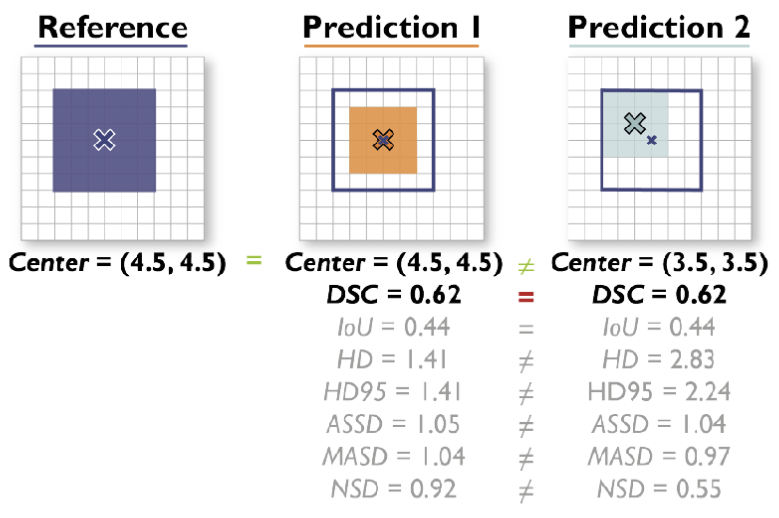 Reference Prediction 1 Prediction 2
Center = (4.5, 4.5) = Center = (4.5, 4.5) ≠ Center = (3.5, 3.5)
DSC = 0.62 = DSC = 0.62
IoU = 0.44 = IoU = 0.44
HD = 1.41 ≠ HD = 2.83
HD95 = 1.41 ≠ HD95 = 2.24
ASSD = 1.05 ≠ ASSD = 1.04
MASD = 1.04 ≠ MASD = 0.97
NSD = 0.92 ≠ NSD = 0.55